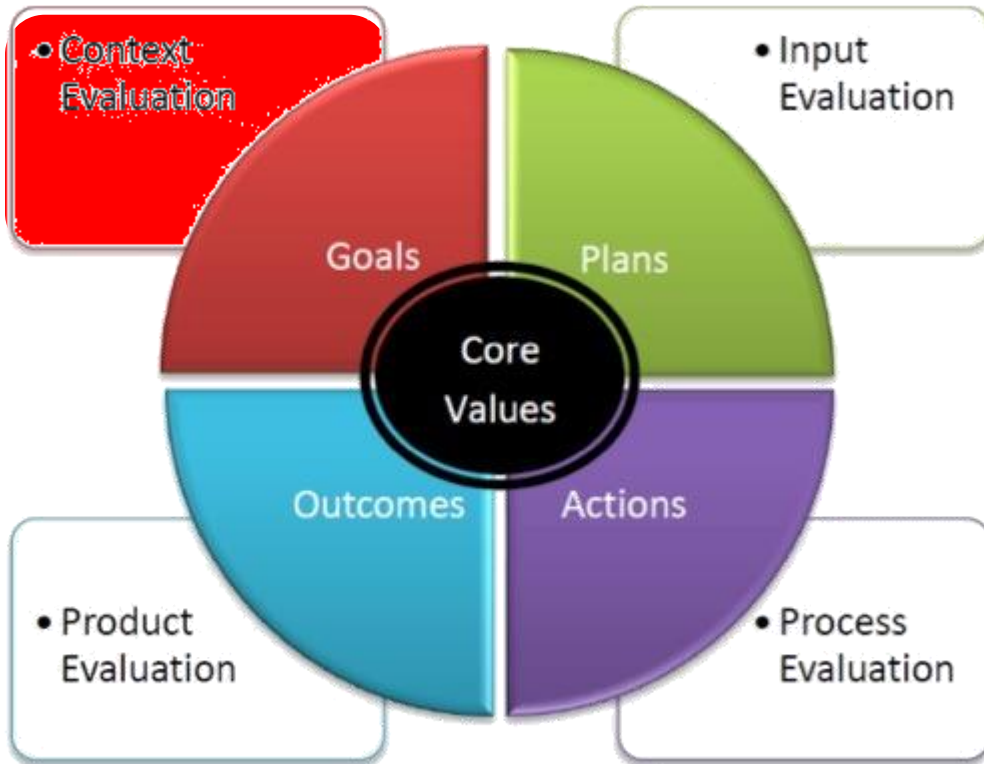 • Context
Evaluation
• Input
Evaluation
Goals
Plans
Core
Values
Outcomes
Actions
• Product
Evaluation
• Process
Evaluation